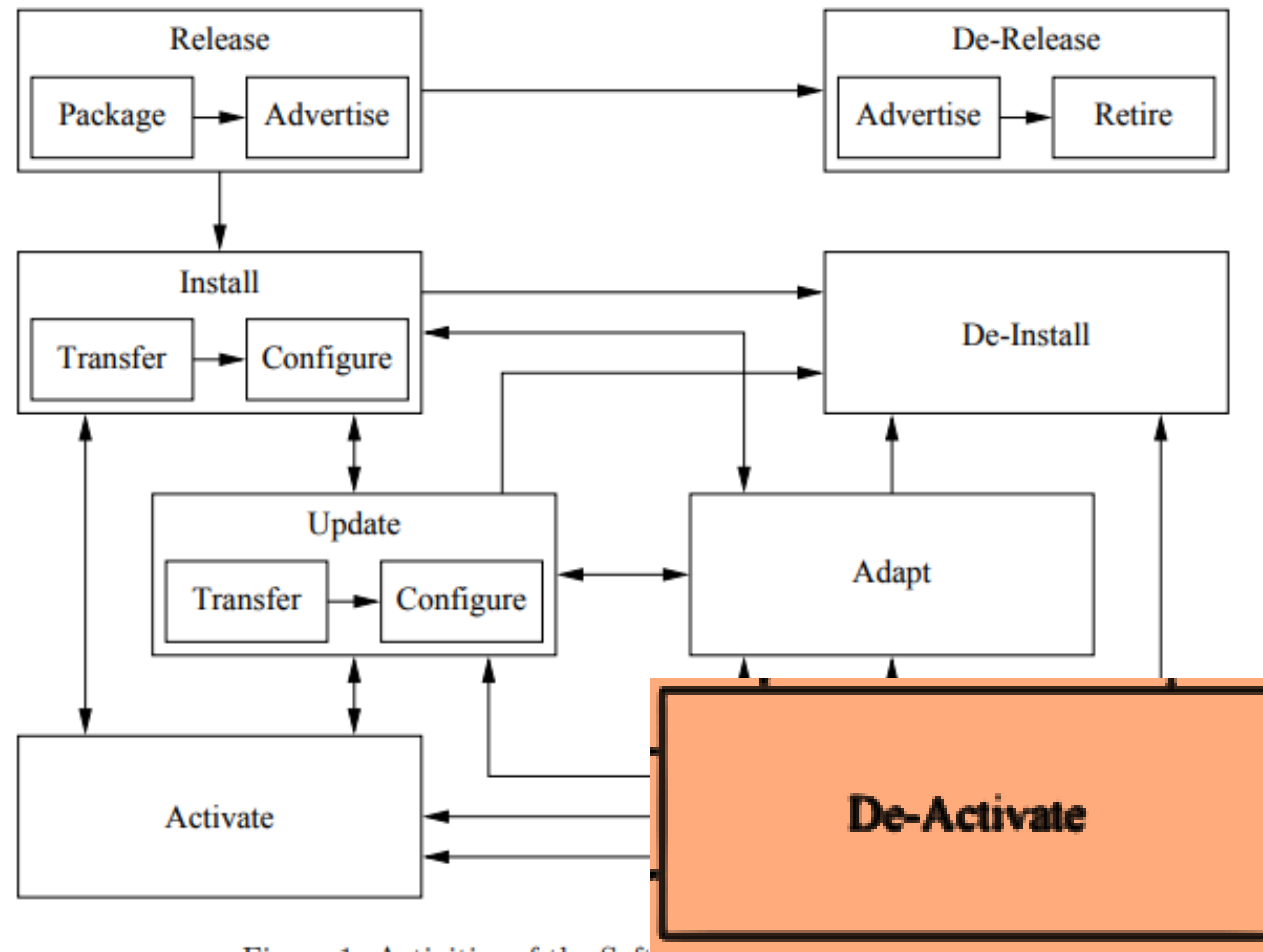 Release
Package
Advertise
De-Release
Advertise
Retire
Install
Transfer
Configure
De-Install
Update
Transfer
Configure
Adapt
Activate
De-Activate